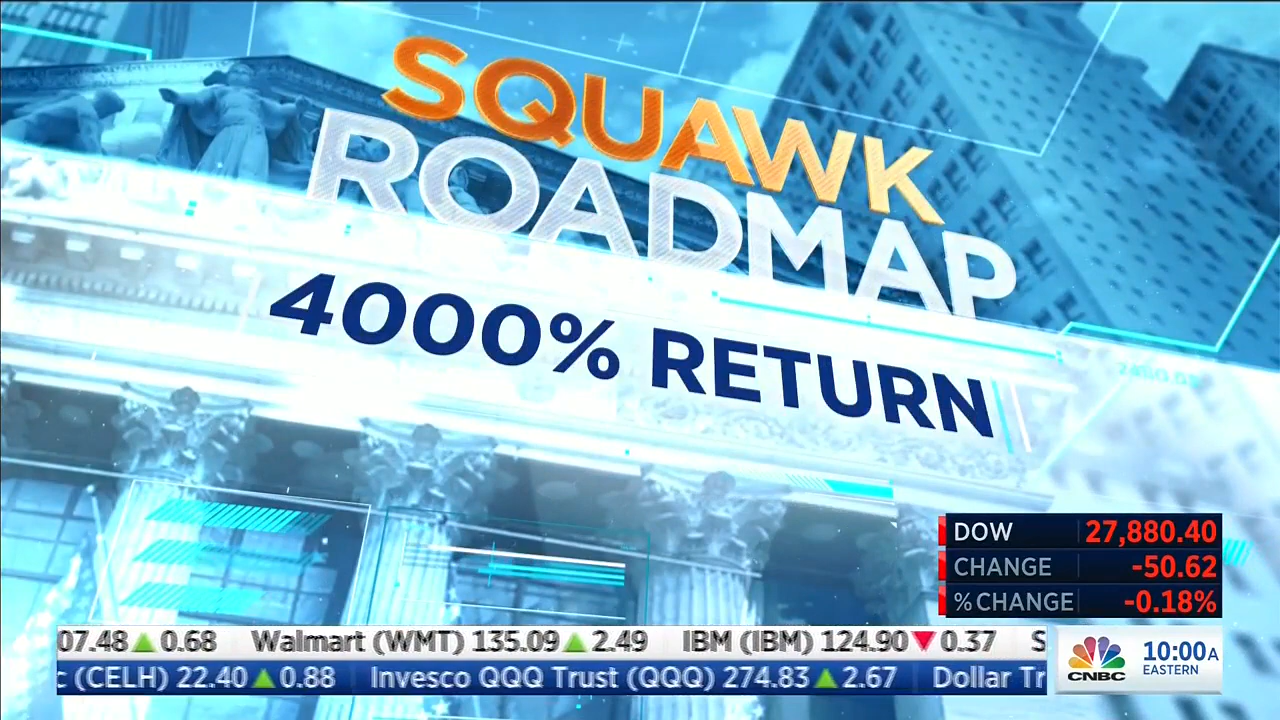 SQUAWK
ROADMAP
4000% RETURN
DOW 27,880.40
CHANGE -50.62
% CHANGE -0.18%
07.48 ▲ 0.68 Walmart (WMT) 135.09 ▲ 2.49 IBM (IBM) 124.90 ▼ 0.37 S
(CELH) 22.40 ▲ 0.88 Invesco QQQ Trust (QQQ) 274.83 ▲ 2.67 Dollar Tr
CNBC
10:00A
EASTERN